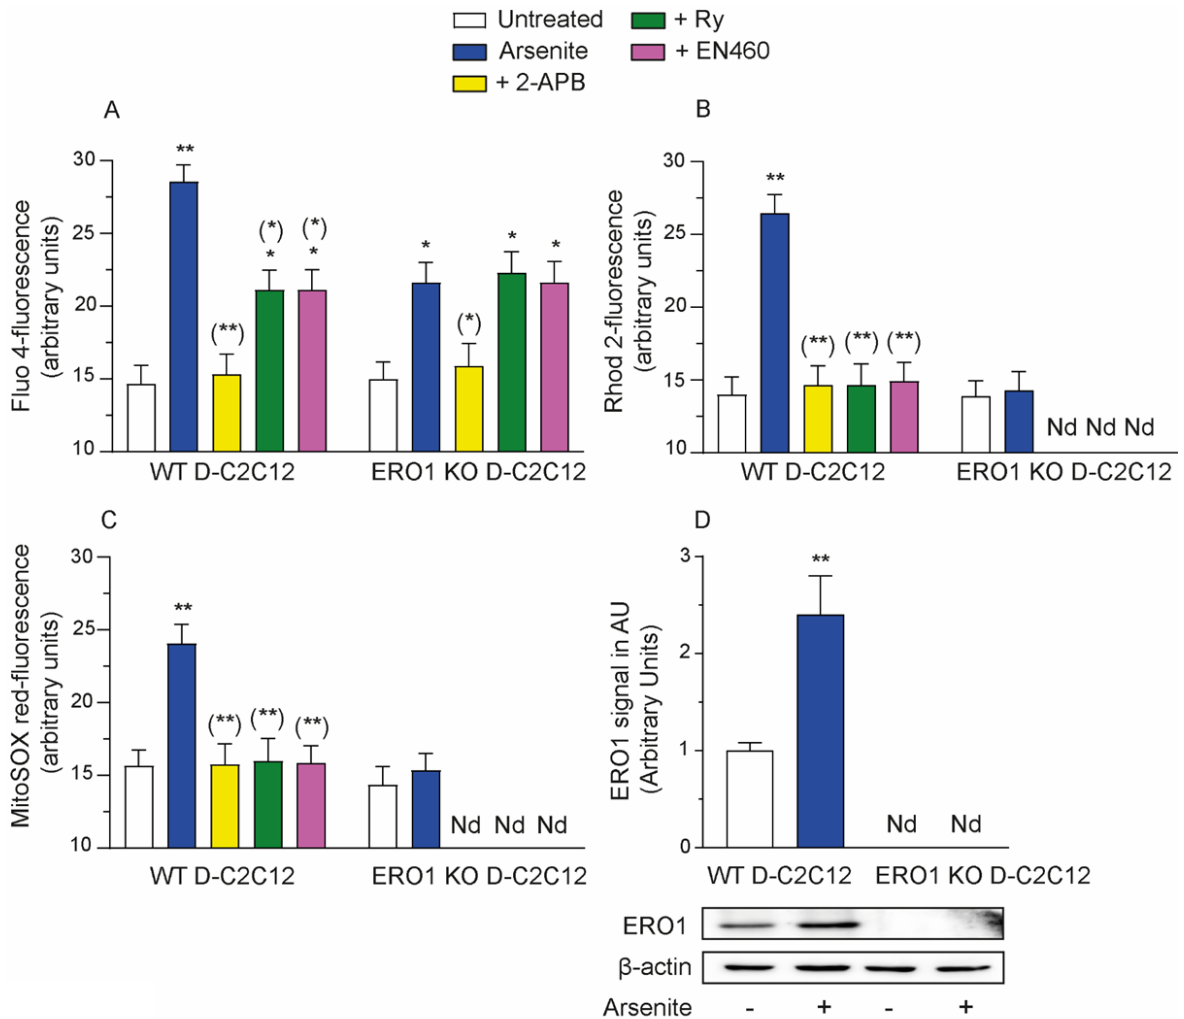 Untreated
+ Ry
Arsenite
+ EN460
+ 2-APB
A
Fluo 4-fluorescence
(arbitrary units)
30
25
20
15
10
**
(**)
(*)
*
(*)
*
*
(*)
*
*
WT D-C2C12
ERO1 KO D-C2C12
B
Rhod 2-fluorescence
(arbitrary units)
30
25
20
15
10
**
(**)
(**)
(**)
Nd Nd Nd
WT D-C2C12
ERO1 KO D-C2C12
C
MitoSOX red-fluorescence
(arbitrary units)
30
25
20
15
10
**
(**)
(**)
(**)
Nd Nd Nd
WT D-C2C12
ERO1 KO D-C2C12
D
ERO1 signal in AU
(Arbitrary Units)
3
2
1
0
**
Nd Nd
WT D-C2C12
ERO1 KO D-C2C12
ERO1
β-actin
Arsenite - + - +